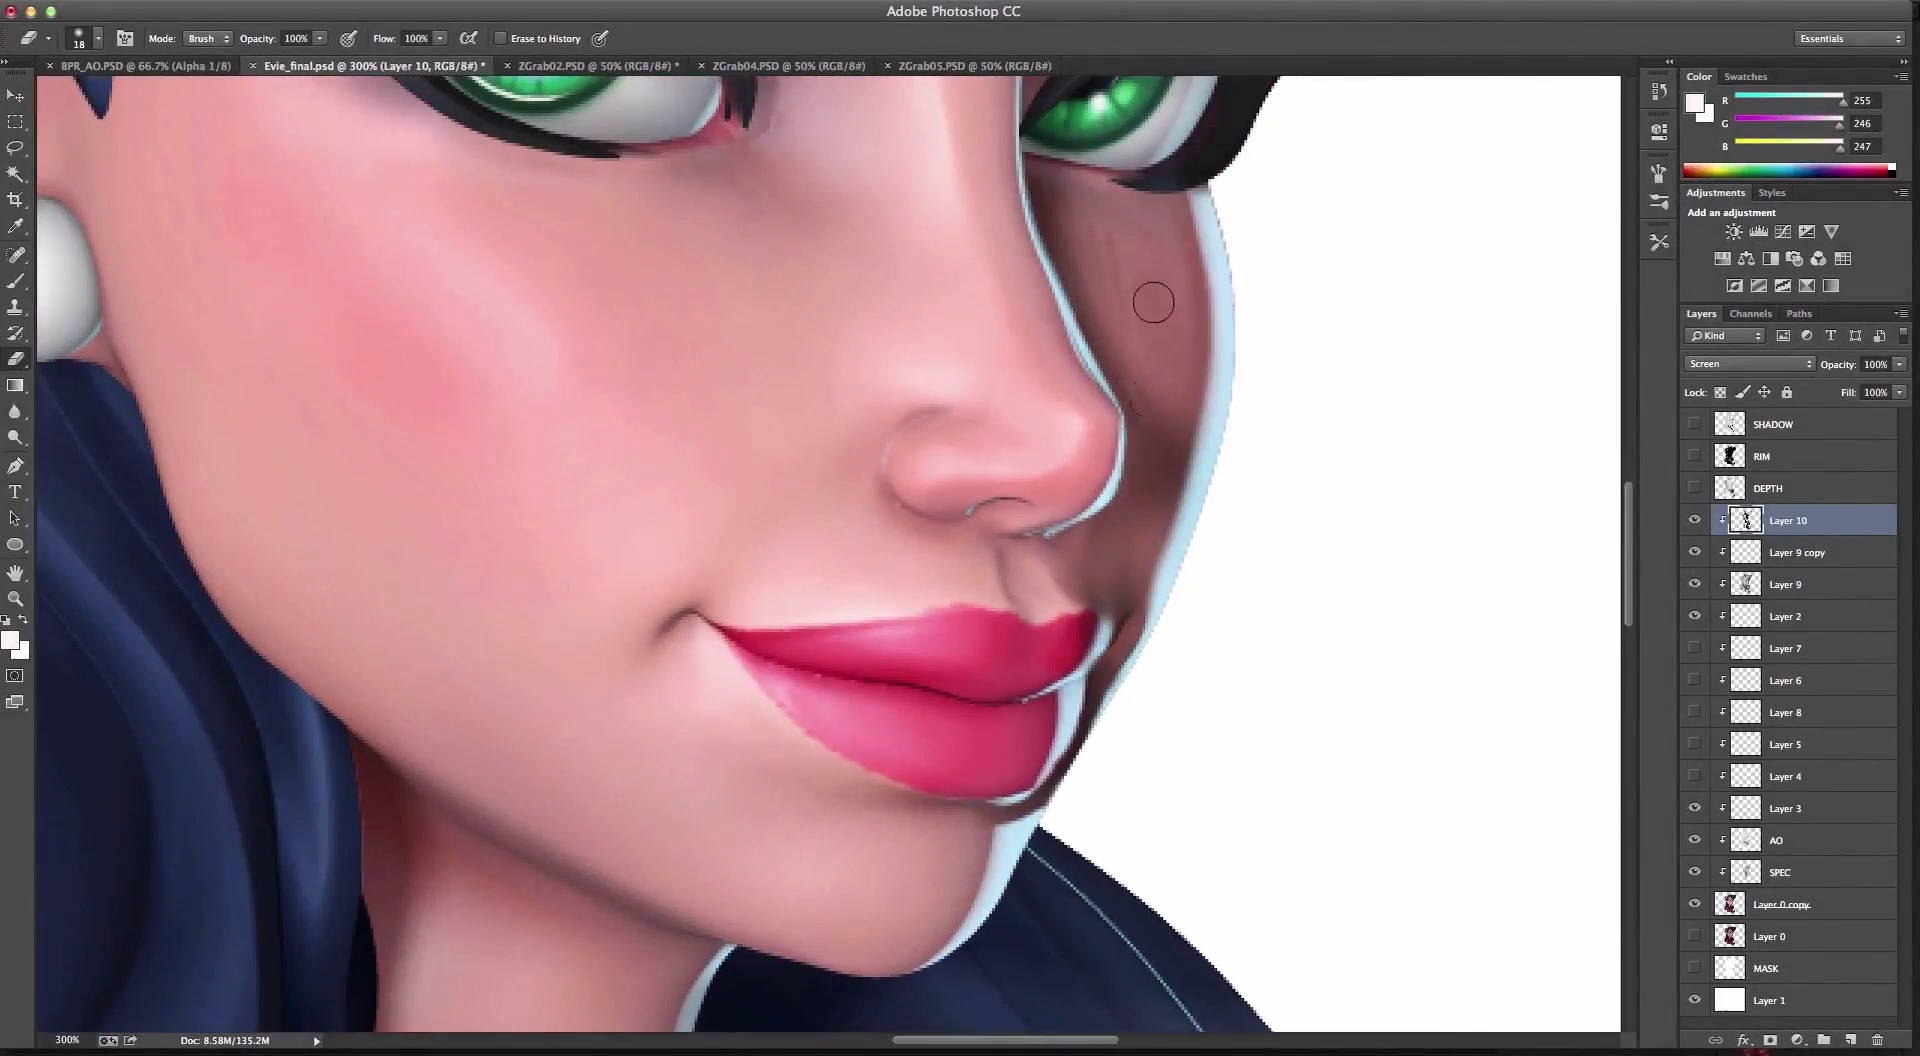 Adobe Photoshop CC
18 Mode: Brush Opacity: 100% Flow: 100% Erase to History Essentials
× BPR_AO.PSD @ 66.7% (Alpha 1/8) × Evie_final.psd @ 300% (Layer 10, RGB/8#) * × ZGrab02.PSD @ 50% (RGB/8#) * × ZGrab04.PSD @ 50% (RGB/8#) × ZGrab05.PSD @ 50% (RGB/8#)
Color Swatches
R 255
G 246
B 247
Adjustments Styles
Add an adjustment
Layers Channels Paths
Kind
Screen Opacity: 100%
Lock: Fill: 100%
SHADOW
RIM
DEPTH
Layer 10
Layer 9 copy
Layer 9
Layer 2
Layer 7
Layer 6
Layer 8
Layer 5
Layer 4
Layer 3
AO
SPEC
Layer 0 copy
Layer 0
MASK
Layer 1
300% Doc: 8.58M/135.2M